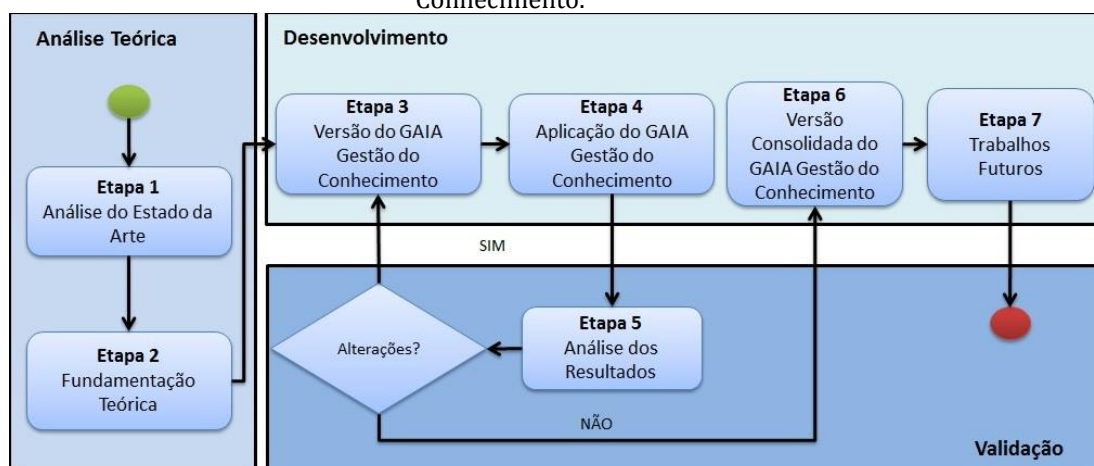 Conhecimento.
Análise Teórica
Etapa 1
Análise do Estado da
Arte
Etapa 2
Fundamentação
Teórica
Desenvolvimento
Etapa 3
Versão do GAIA
Gestão do
Conhecimento
Etapa 4
Aplicação do GAIA
Gestão do
Conhecimento
Etapa 6
Versão
Consolidada do
GAIA Gestão do
Conhecimento
Etapa 7
Trabalhos
Futuros
SIM
Alterações?
Etapa 5
Análise dos
Resultados
NÃO
Validação